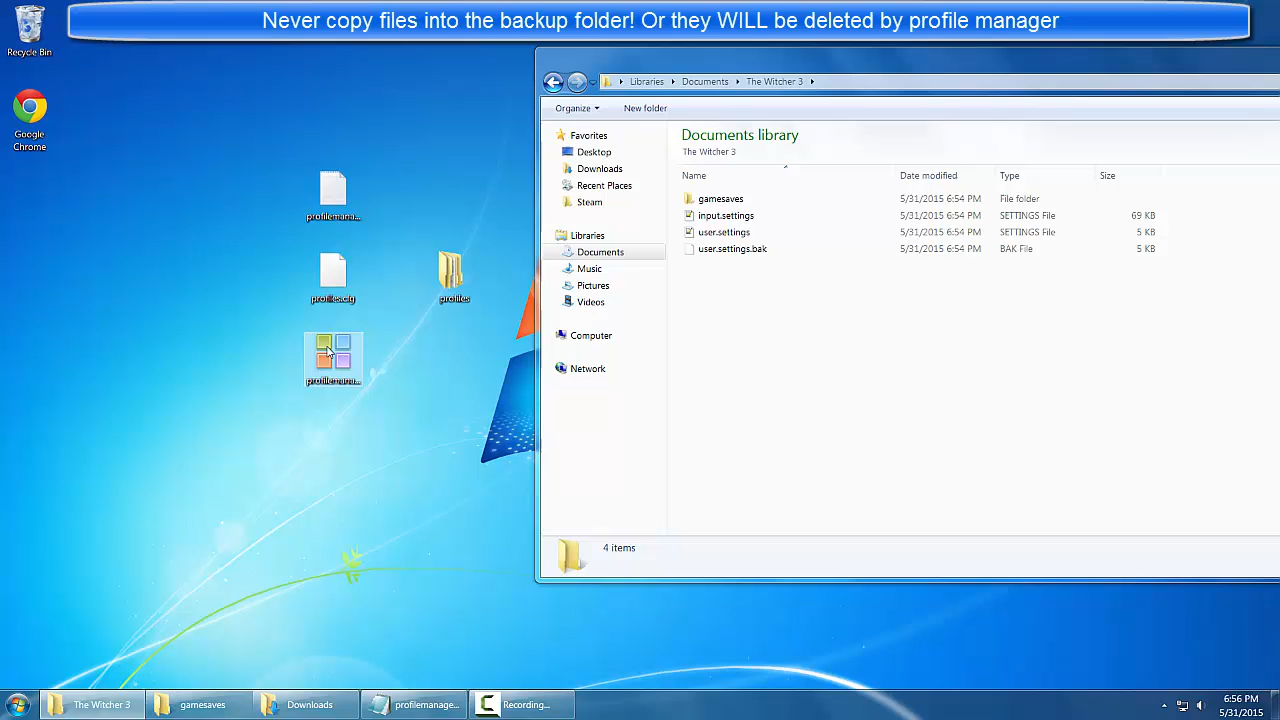 Never copy files into the backup folder! Or they WILL be deleted by profile manager
Recycle Bin
Google
Chrome
profilemana...
profiles.cfg
profiles
profilemana...
Libraries
Documents
The Witcher 3
Organize
New folder
Favorites
Desktop
Downloads
Recent Places
Steam
Libraries
Documents
Music
Pictures
Videos
Computer
Network
Documents library
The Witcher 3
Name Date modified Type Size
gamesaves 5/31/2015 6:54 PM File folder
input.settings 5/31/2015 6:54 PM SETTINGS File 69 KB
user.settings 5/31/2015 6:54 PM SETTINGS File 5 KB
user.settings.bak 5/31/2015 6:54 PM BAK File 5 KB
4 items
The Witcher 3
gamesaves
Downloads
profilemanage...
Recording...
6:56 PM
5/31/2015